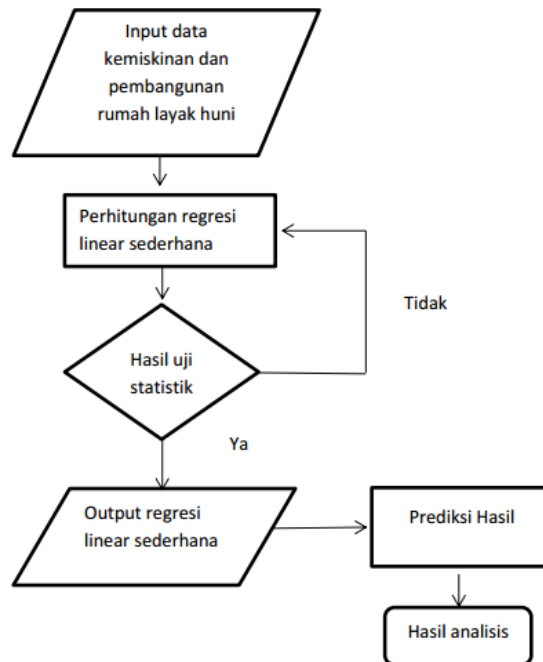 Input data
kemiskinan dan
pembangunan
rumah layak huni
Perhitungan regresi
linear sederhana
Tidak
Hasil uji
statistik
Ya
Output regresi
linear sederhana
Prediksi Hasil
Hasil analisis